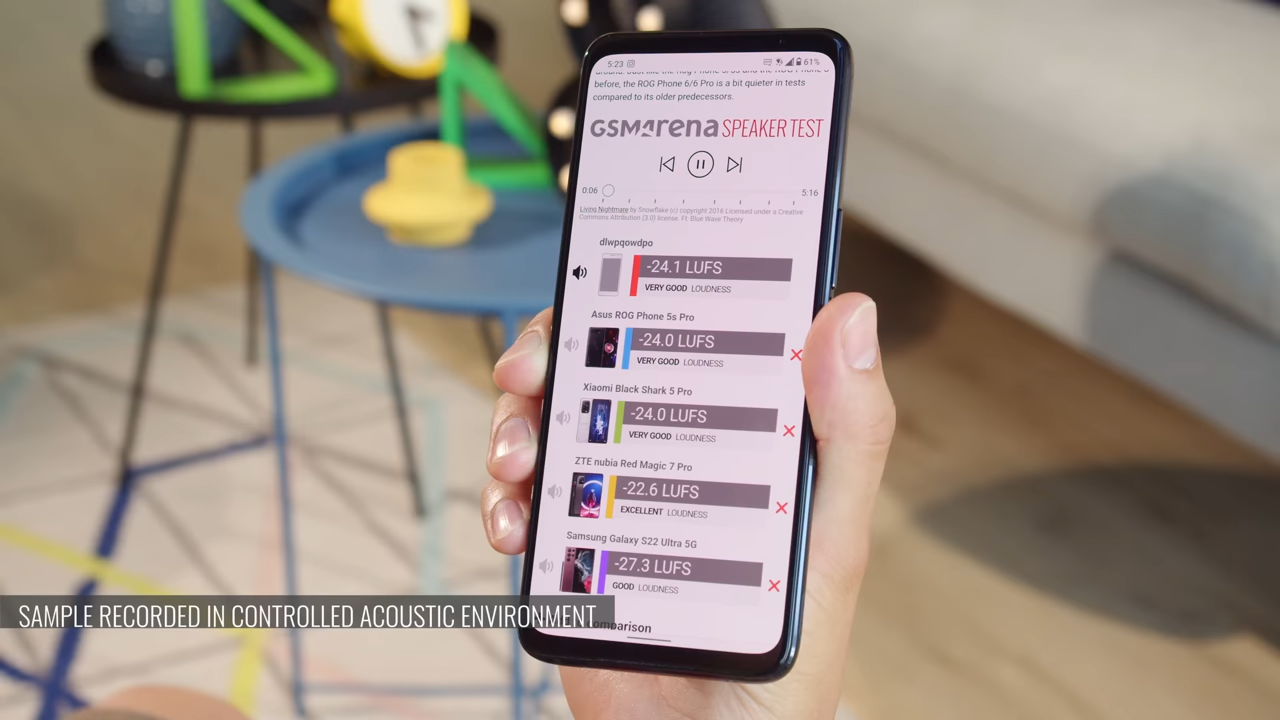 5:23
61%
around. Just like the Rog Phone 5/5s and the ROG Phone 6
before, the ROG Phone 6/6 Pro is a bit quieter in tests
compared to its older predecessors.
GSMArena SPEAKER TEST
0:06
5:16
Living Nightmare by Snowflake (c) copyright 2016 Licensed under a Creative
Commons Attribution (3.0) license. Ft: Blue Wave Theory
dlwpqowdpo
-24.1 LUFS
VERY GOOD LOUDNESS
Asus ROG Phone 5s Pro
-24.0 LUFS
VERY GOOD LOUDNESS
Xiaomi Black Shark 5 Pro
-24.0 LUFS
VERY GOOD LOUDNESS
ZTE nubia Red Magic 7 Pro
-22.6 LUFS
EXCELLENT LOUDNESS
Samsung Galaxy S22 Ultra 5G
-27.3 LUFS
GOOD LOUDNESS
omparison
SAMPLE RECORDED IN CONTROLLED ACOUSTIC ENVIRONMENT